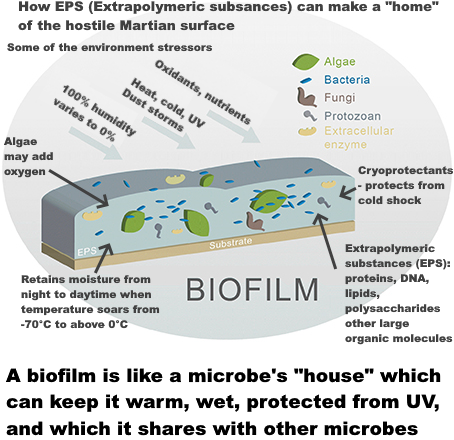 How EPS (Extrapolymeric subsances) can make a "home"
of the hostile Martian surface
Some of the environment stressors
Oxidants, nutrients
Heat, cold, UV
Dust storms
100% humidity
varies to 0%
Algae
Bacteria
Fungi
Protozoan
Extracellular
enzyme
Algae
may add
oxygen
Cryoprotectants
- protects from
cold shock
EPS
Substrate
Retains moisture from
night to daytime when
temperature soars from
-70°C to above 0°C
BIOFILM
Extrapolymeric
substances (EPS):
proteins, DNA,
lipids,
polysaccharides
other large
organic molecules
A biofilm is like a microbe's "house" which
can keep it warm, wet, protected from UV,
and which it shares with other microbes